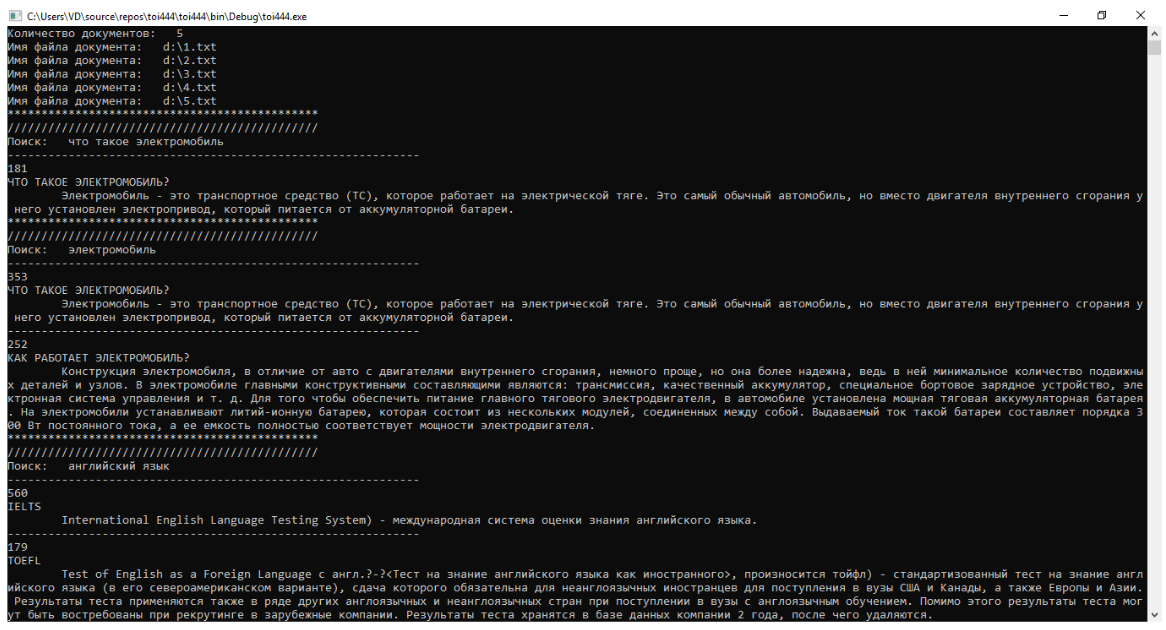 C:\Users\VD\source\repos\toi444\toi444\bin\Debug\toi444.exe
Количество документов:   5
Имя файла документа:   d:\1.txt
Имя файла документа:   d:\2.txt
Имя файла документа:   d:\3.txt
Имя файла документа:   d:\4.txt
Имя файла документа:   d:\5.txt
**********************************************
//////////////////////////////////////////////
Поиск:   что такое электромобиль
-------------------------------------------------------------
181
ЧТО ТАКОЕ ЭЛЕКТРОМОБИЛЬ?
Электромобиль - это транспортное средство (ТС), которое работает на электрической тяге. Это самый обычный автомобиль, но вместо двигателя внутреннего сгорания у
него установлен электропривод, который питается от аккумуляторной батареи.
**********************************************
//////////////////////////////////////////////
Поиск:   электромобиль
-------------------------------------------------------------
353
ЧТО ТАКОЕ ЭЛЕКТРОМОБИЛЬ?
Электромобиль - это транспортное средство (ТС), которое работает на электрической тяге. Это самый обычный автомобиль, но вместо двигателя внутреннего сгорания у
него установлен электропривод, который питается от аккумуляторной батареи.
-------------------------------------------------------------
252
КАК РАБОТАЕТ ЭЛЕКТРОМОБИЛЬ?
Конструкция электромобиля, в отличие от авто с двигателями внутреннего сгорания, немного проще, но она более надежна, ведь в ней минимальное количество подвижны
х деталей и узлов. В электромобиле главными конструктивными составляющими являются: трансмиссия, качественный аккумулятор, специальное бортовое зарядное устройство, эле
ктронная система управления и т. д. Для того чтобы обеспечить питание главного тягового электродвигателя, в автомобиле установлена мощная тяговая аккумуляторная батарея
. На электромобили устанавливают литий-ионную батарею, которая состоит из нескольких модулей, соединенных между собой. Выдаваемый ток такой батареи составляет порядка 3
00 Вт постоянного тока, а ее емкость полностью соответствует мощности электродвигателя.
**********************************************
//////////////////////////////////////////////
Поиск:   английский язык
-------------------------------------------------------------
560
IELTS
International English Language Testing System) - международная система оценки знания английского языка.
-------------------------------------------------------------
179
TOEFL
Test of English as a Foreign Language с англ.?-?<Тест на знание английского языка как иностранного>, произносится тойфл) - стандартизованный тест на знание англ
ийского языка (в его североамериканском варианте), сдача которого обязательна для неанглоязычных иностранцев для поступления в вузы США и Канады, а также Европы и Азии.
Результаты теста применяются также в ряде других англоязычных и неанглоязычных стран при поступлении в вузы с англоязычным обучением. Помимо этого результаты теста мог
ут быть востребованы при рекрутинге в зарубежные компании. Результаты теста хранятся в базе данных компании 2 года, после чего удаляются.